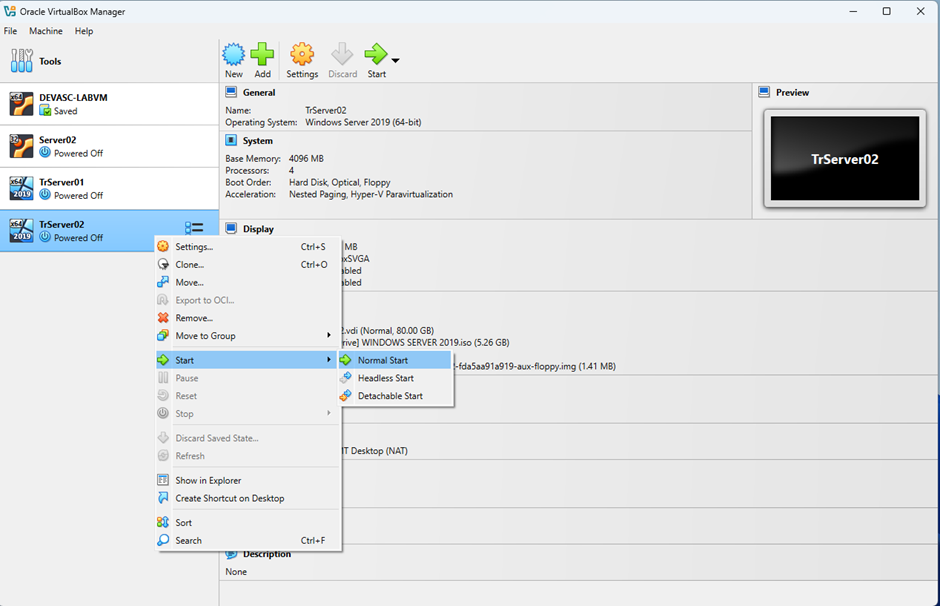 Oracle VirtualBox Manager
File Machine Help
Tools
New Add Settings Discard Start
DEVASC-LABVM
Saved
Server02
Powered Off
TrServer01
Powered Off
TrServer02
Powered Off
x64
x64
2019
x64
2019
General
Name: TrServer02
Operating System: Windows Server 2019 (64-bit)
System
Base Memory: 4096 MB
Processors: 4
Boot Order: Hard Disk, Optical, Floppy
Acceleration: Nested Paging, Hyper-V Paravirtualization
Preview
TrServer02
Display
MB
xSVGA
abled
abled
2.vdi (Normal, 80.00 GB)
rive] WINDOWS SERVER 2019.iso (5.26 GB)
-fda5aa91a919-aux-floppy.img (1.41 MB)
IT Desktop (NAT)
Description
None
Settings... Ctrl+S
Clone... Ctrl+O
Move...
Export to OCI...
Remove...
Move to Group
Start
Pause
Reset
Stop
Discard Saved State...
Refresh
Show in Explorer
Create Shortcut on Desktop
Sort
Search Ctrl+F
Normal Start
Headless Start
Detachable Start